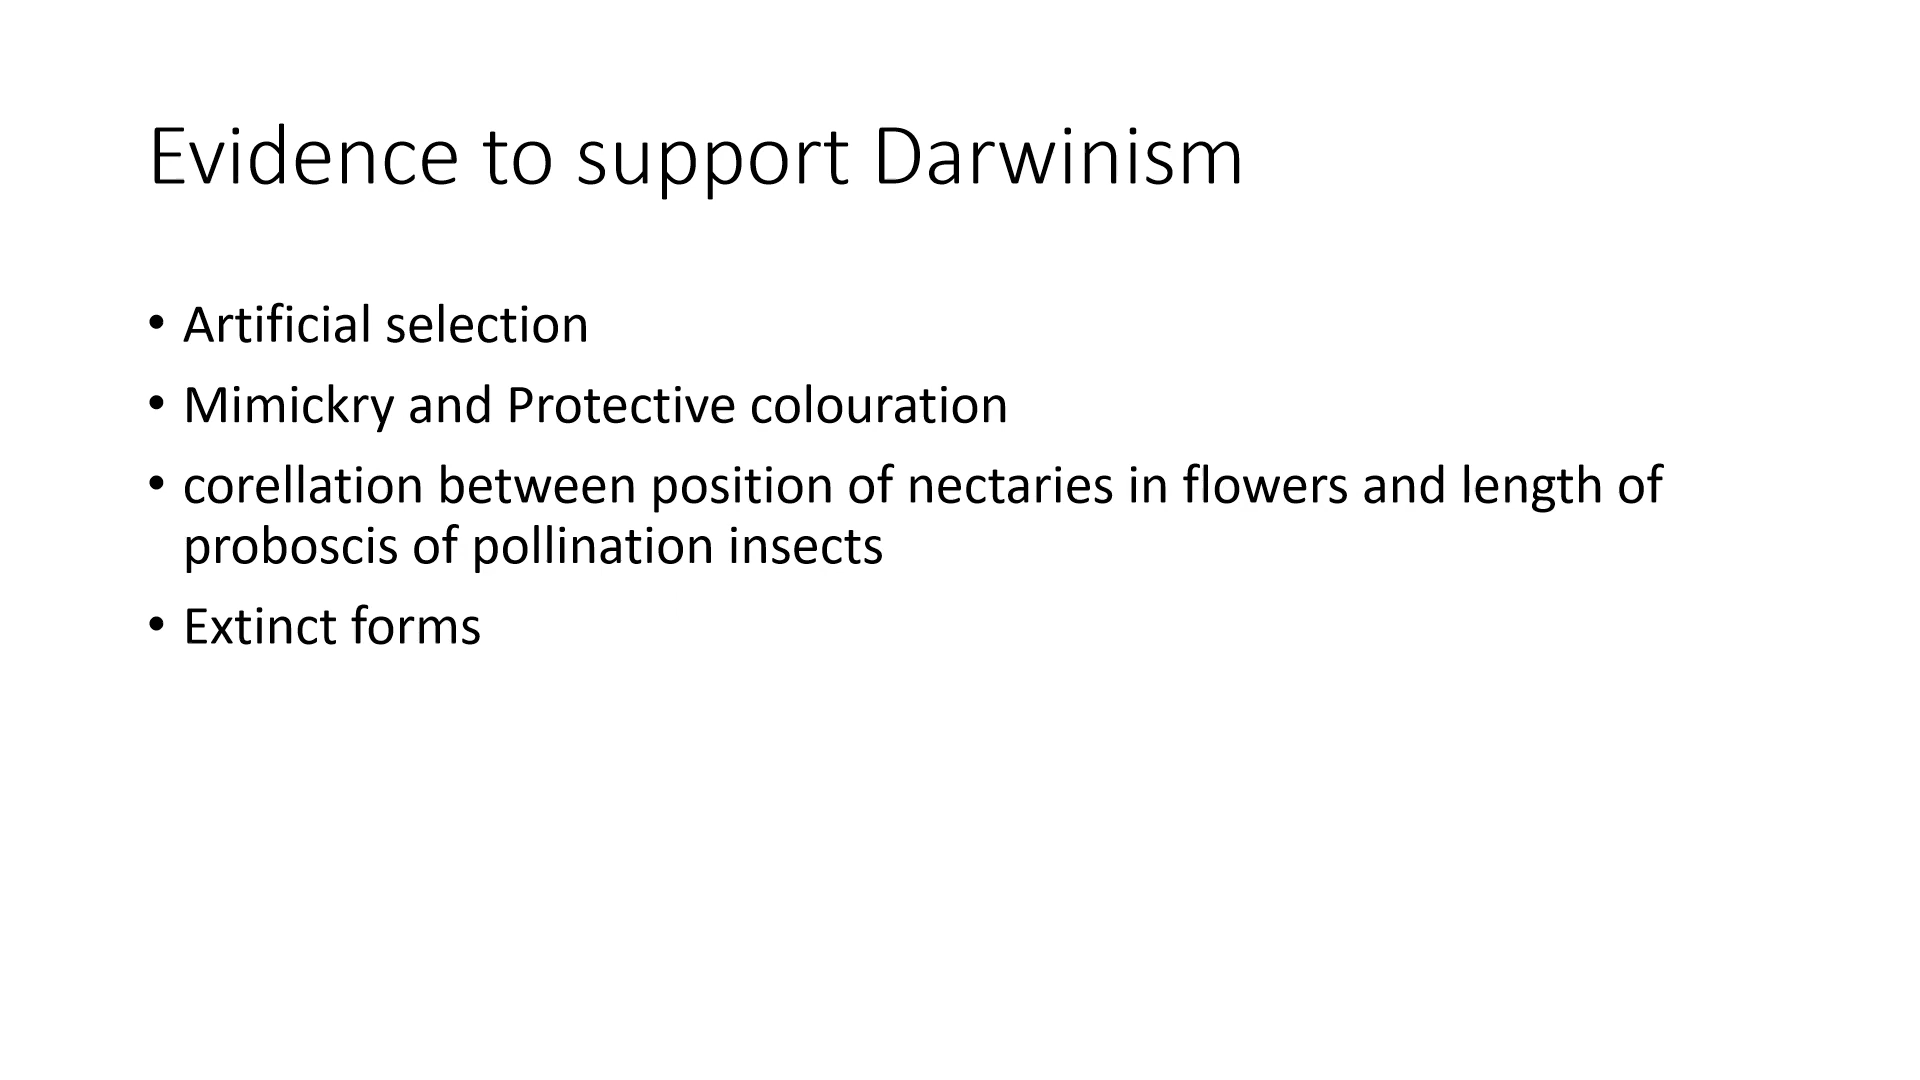 Evidence to support Darwinism
• Artificial selection
• Mimickry and Protective colouration
• corellation between position of nectaries in flowers and length of
proboscis of pollination insects
• Extinct forms